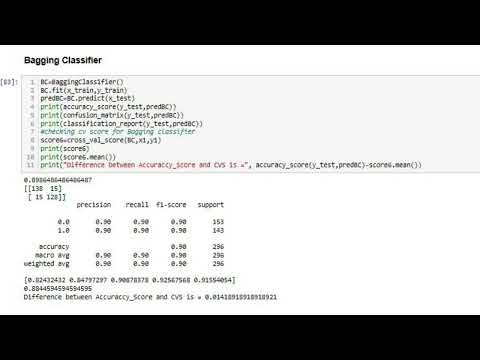 Bagging Classifier
[83]:
1 BC=BaggingClassifier()
2 BC.fit(x_train,y_train)
3 predBC=BC.predict(x_test)
4 print(accuracy_score(y_test,predBC))
5 print(confusion_matrix(y_test,predBC))
6 print(classification_report(y_test,predBC))
7 #checking cv score for Bagging classifier
8 score6=cross_val_score(BC,x1,y1)
9 print(score6)
10 print(score6.mean())
11 print("Difference between Accuraccy_Score and CVS is =", accuracy_score(y_test,predBC)-score6.mean())
0.8986486486486487
[[138 15]
[ 15 128]]
precision recall f1-score support
0.0 0.90 0.90 0.90 153
1.0 0.90 0.90 0.90 143
accuracy 0.90 296
macro avg 0.90 0.90 0.90 296
weighted avg 0.90 0.90 0.90 296
[0.82432432 0.84797297 0.90878378 0.92567568 0.91554054]
0.8844594594594595
Difference between Accuraccy_Score and CVS is = 0.01418918918918921